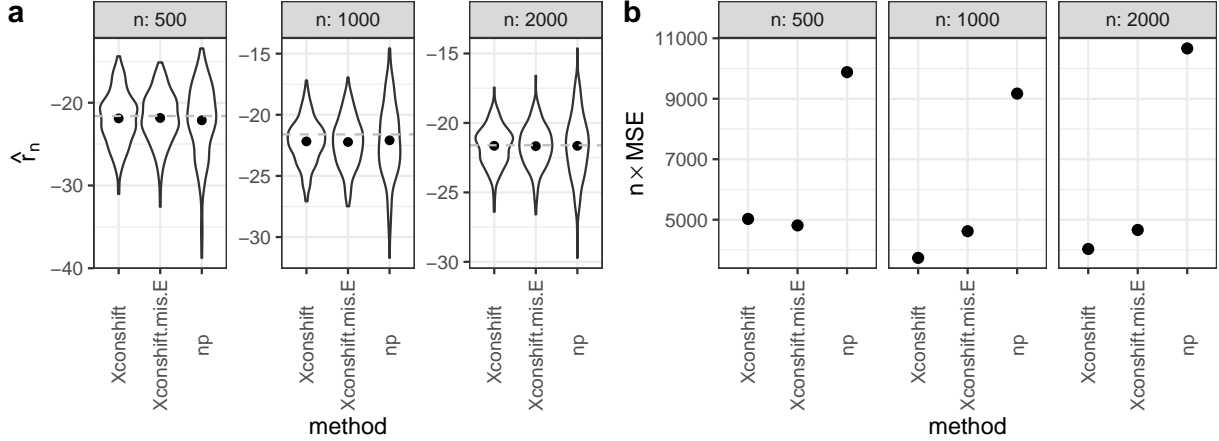 a
n: 500
n: 1000
n: 2000
r̂n
−20
−30
−40
−15
−20
−25
−30
−15
−20
−25
−30
Xconshift
Xconshift.mis.E
np
Xconshift
Xconshift.mis.E
np
Xconshift
Xconshift.mis.E
np
method
b
n: 500
n: 1000
n: 2000
n × MSE
11000
9000
7000
5000
Xconshift
Xconshift.mis.E
np
Xconshift
Xconshift.mis.E
np
Xconshift
Xconshift.mis.E
np
method